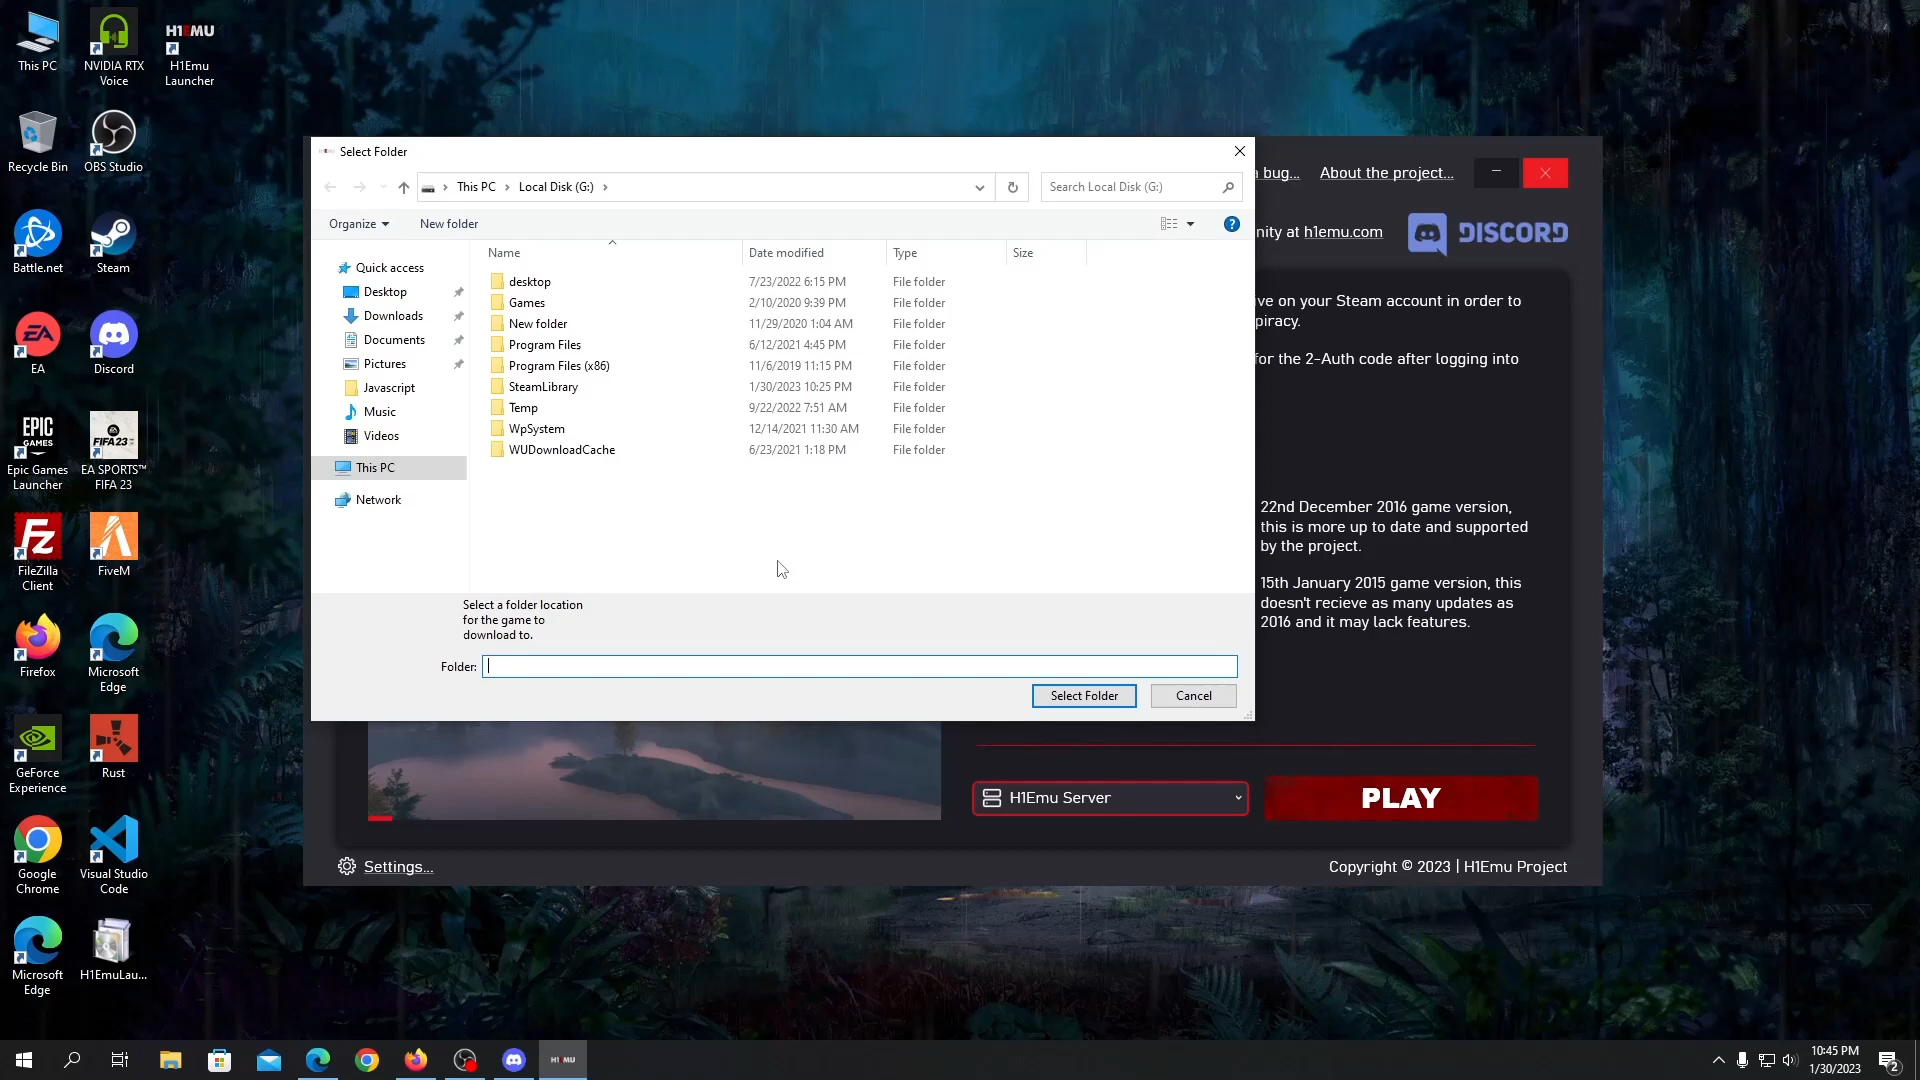 This PC
NVIDIA RTX
Voice
H1EMU
H1Emu
Launcher
Recycle Bin
OBS Studio
Battle.net
Steam
EA
EA
Discord
EPIC
GAMES
Epic Games
Launcher
FIFA 23
EA SPORTS™
FIFA 23
Fz
FileZilla
Client
FiveM
Firefox
Microsoft
Edge
GeForce
Experience
Rust
Google
Chrome
Visual Studio
Code
Microsoft
Edge
H1EmuLau...
Select Folder
This PC
Local Disk (G:)
Search Local Disk (G:)
Organize
New folder
?
Name
Date modified
Type
Size
Quick access
Desktop
Downloads
Documents
Pictures
Javascript
Music
Videos
This PC
Network
desktop 7/23/2022 6:15 PM File folder
Games 2/10/2020 9:39 PM File folder
New folder 11/29/2020 1:04 AM File folder
Program Files 6/12/2021 4:45 PM File folder
Program Files (x86) 11/6/2019 11:15 PM File folder
SteamLibrary 1/30/2023 10:25 PM File folder
Temp 9/22/2022 7:51 AM File folder
WpSystem 12/14/2021 11:30 AM File folder
WUDownloadCache 6/23/2021 1:18 PM File folder
Select a folder location
for the game to
download to.
Folder:
Select Folder
Cancel
a bug...
About the project...
nity at h1emu.com
DISCORD
ive on your Steam account in order to
piracy.
for the 2-Auth code after logging into
22nd December 2016 game version,
this is more up to date and supported
by the project.
15th January 2015 game version, this
doesn't recieve as many updates as
2016 and it may lack features.
H1Emu Server
PLAY
Settings...
Copyright © 2023 | H1Emu Project
H1EMU
10:45 PM
1/30/2023
2